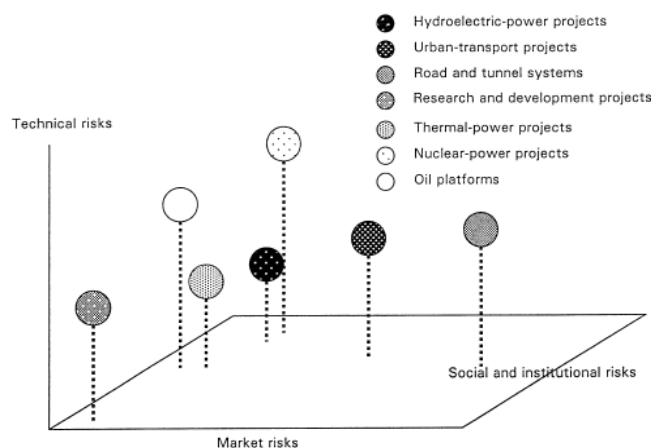 Hydroelectric-power projects
Urban-transport projects
Road and tunnel systems
Research and development projects
Technical risks
Thermal-power projects
Nuclear-power projects
Oil platforms
Social and institutional risks
Market risks